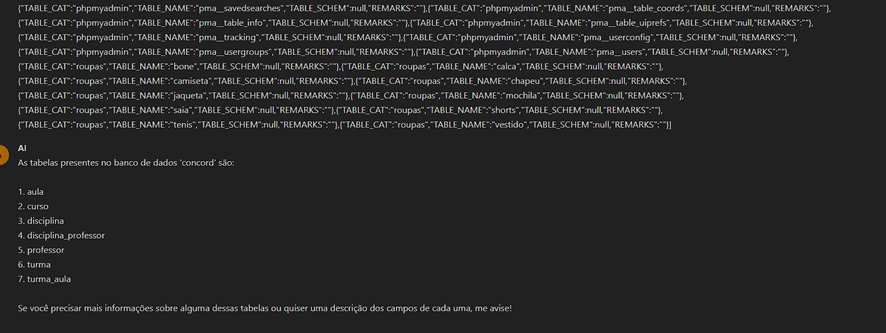 {"TABLE_CAT":"phpmyadmin","TABLE_NAME":"pma__savedsearches","TABLE_SCHEM":null,"REMARKS":""},{"TABLE_CAT":"phpmyadmin","TABLE_NAME":"pma__table_coords","TABLE_SCHEM":null,"REMARKS":""},
{"TABLE_CAT":"phpmyadmin","TABLE_NAME":"pma__table_info","TABLE_SCHEM":null,"REMARKS":""},{"TABLE_CAT":"phpmyadmin","TABLE_NAME":"pma__table_uiprefs","TABLE_SCHEM":null,"REMARKS":""},
{"TABLE_CAT":"phpmyadmin","TABLE_NAME":"pma__tracking","TABLE_SCHEM":null,"REMARKS":""},{"TABLE_CAT":"phpmyadmin","TABLE_NAME":"pma__userconfig","TABLE_SCHEM":null,"REMARKS":""},
{"TABLE_CAT":"phpmyadmin","TABLE_NAME":"pma__usergroups","TABLE_SCHEM":null,"REMARKS":""},{"TABLE_CAT":"phpmyadmin","TABLE_NAME":"pma__users","TABLE_SCHEM":null,"REMARKS":""},
{"TABLE_CAT":"roupas","TABLE_NAME":"bone","TABLE_SCHEM":null,"REMARKS":""},{"TABLE_CAT":"roupas","TABLE_NAME":"calca","TABLE_SCHEM":null,"REMARKS":""},
{"TABLE_CAT":"roupas","TABLE_NAME":"camiseta","TABLE_SCHEM":null,"REMARKS":""},{"TABLE_CAT":"roupas","TABLE_NAME":"chapeu","TABLE_SCHEM":null,"REMARKS":""},
{"TABLE_CAT":"roupas","TABLE_NAME":"jaqueta","TABLE_SCHEM":null,"REMARKS":""},{"TABLE_CAT":"roupas","TABLE_NAME":"mochila","TABLE_SCHEM":null,"REMARKS":""},
{"TABLE_CAT":"roupas","TABLE_NAME":"saia","TABLE_SCHEM":null,"REMARKS":""},{"TABLE_CAT":"roupas","TABLE_NAME":"shorts","TABLE_SCHEM":null,"REMARKS":""},
{"TABLE_CAT":"roupas","TABLE_NAME":"tenis","TABLE_SCHEM":null,"REMARKS":""},{"TABLE_CAT":"roupas","TABLE_NAME":"vestido","TABLE_SCHEM":null,"REMARKS":""}]
AI
As tabelas presentes no banco de dados 'concord' são:
1. aula
2. curso
3. disciplina
4. disciplina_professor
5. professor
6. turma
7. turma_aula
Se você precisar mais informações sobre alguma dessas tabelas ou quiser uma descrição dos campos de cada uma, me avise!